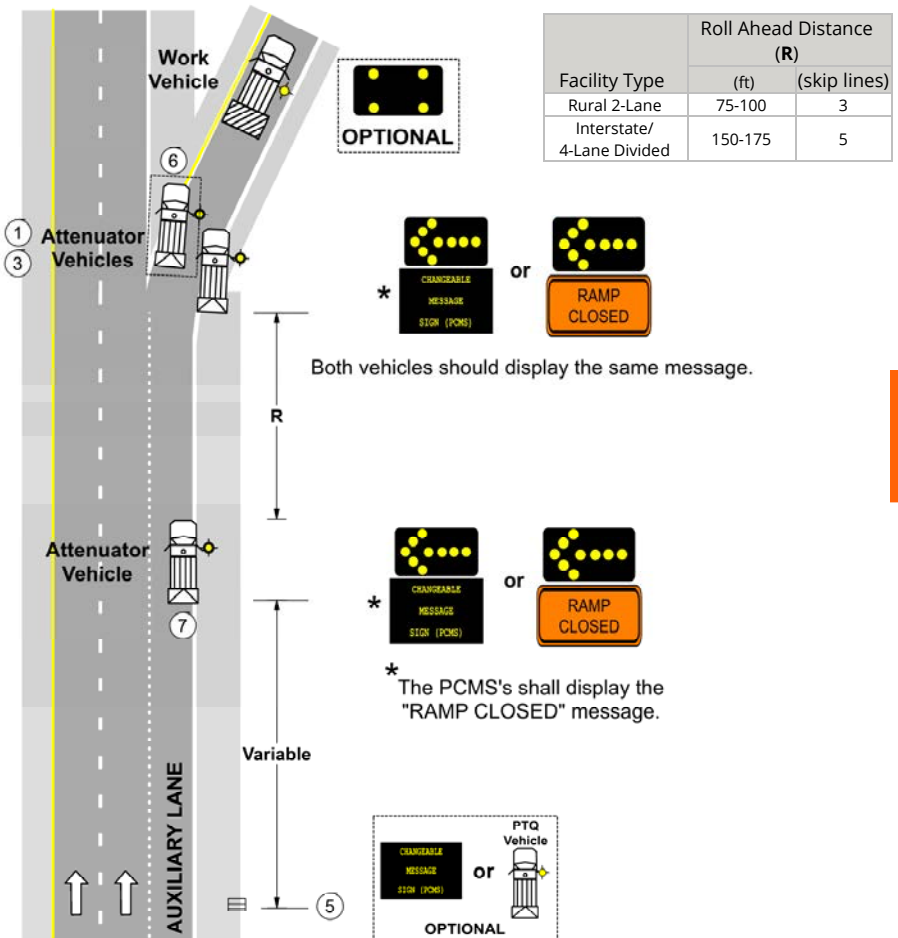 Roll Ahead Distance
(R)
Facility Type
(ft)
(skip lines)
Rural 2-Lane
75-100
3
Interstate/
4-Lane Divided
150-175
5
Work
Vehicle
OPTIONAL
6
1
3
Attenuator
Vehicles
CHANGEABLE
MESSAGE
SIGN (PCMS)
*
or
RAMP
CLOSED
Both vehicles should display the same message.
R
Attenuator
Vehicle
7
CHANGEABLE
MESSAGE
SIGN (PCMS)
*
or
RAMP
CLOSED
*
The PCMS's shall display the
"RAMP CLOSED" message.
Variable
AUXILIARY LANE
5
CHANGEABLE
MESSAGE
SIGN (PCMS)
or
PTQ
Vehicle
OPTIONAL